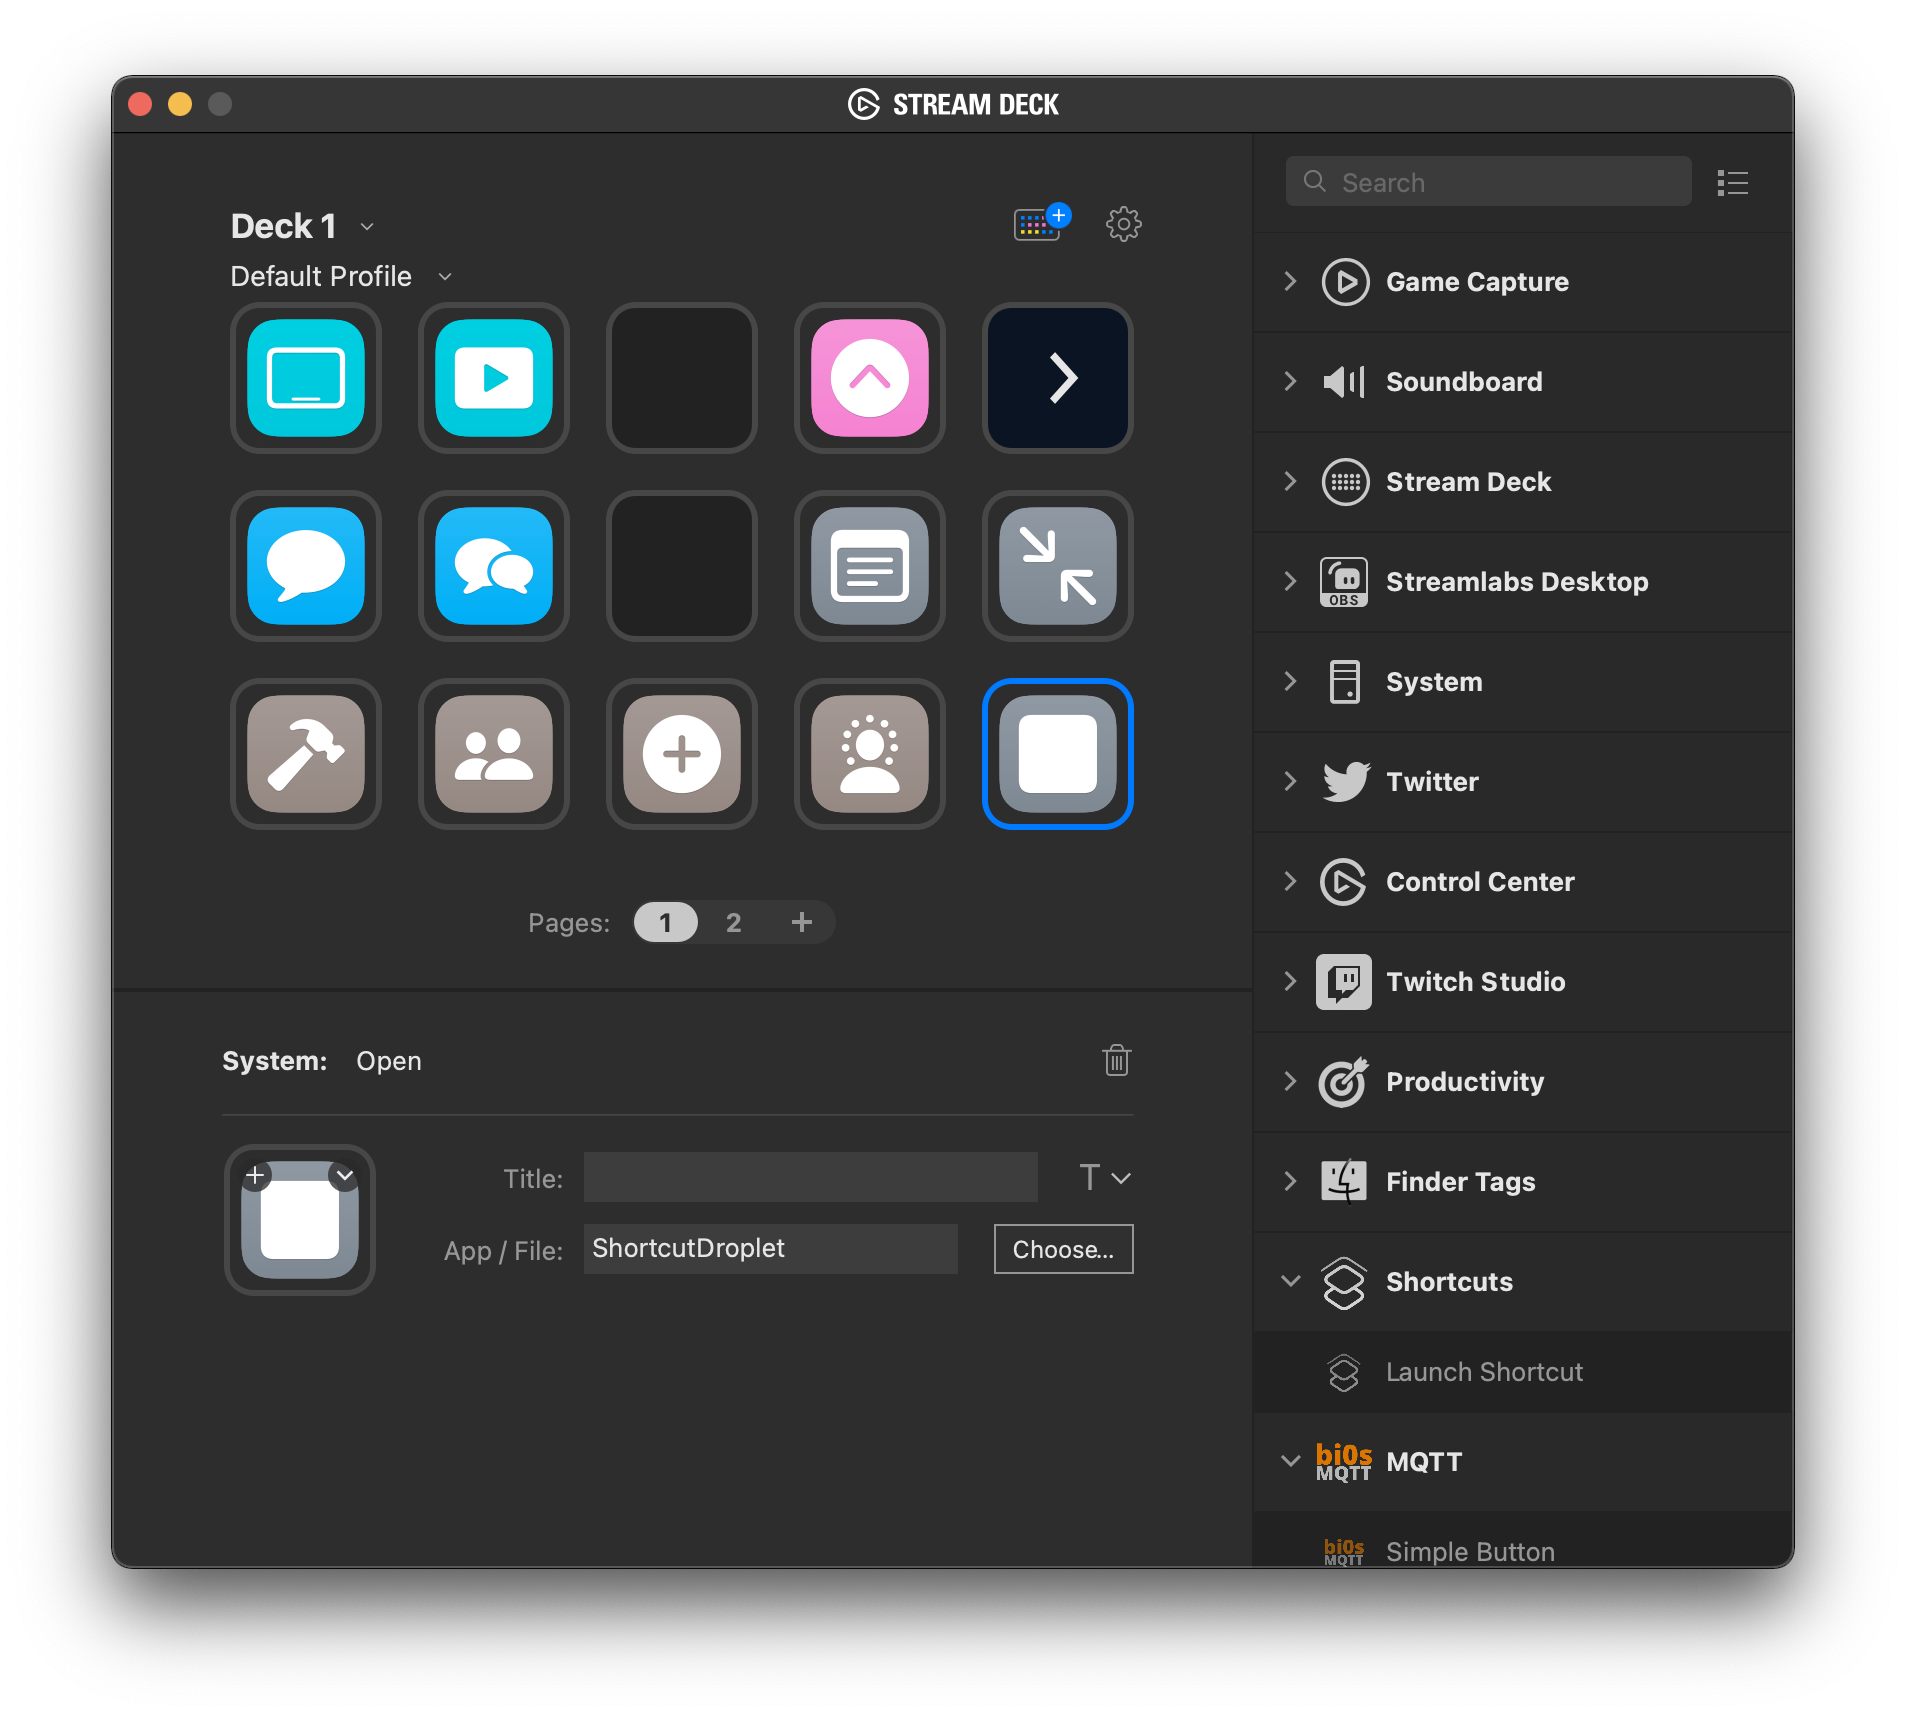 STREAM DECK
Deck 1
Default Profile
Pages: 1 2 +
System: Open
Title:
T
App / File: ShortcutDroplet Choose...
Search
Game Capture
Soundboard
Stream Deck
OBS Streamlabs Desktop
System
Twitter
Control Center
Twitch Studio
Productivity
Finder Tags
Shortcuts
Launch Shortcut
bi0s
MQTT
MQTT
bi0s
MQTT
Simple Button